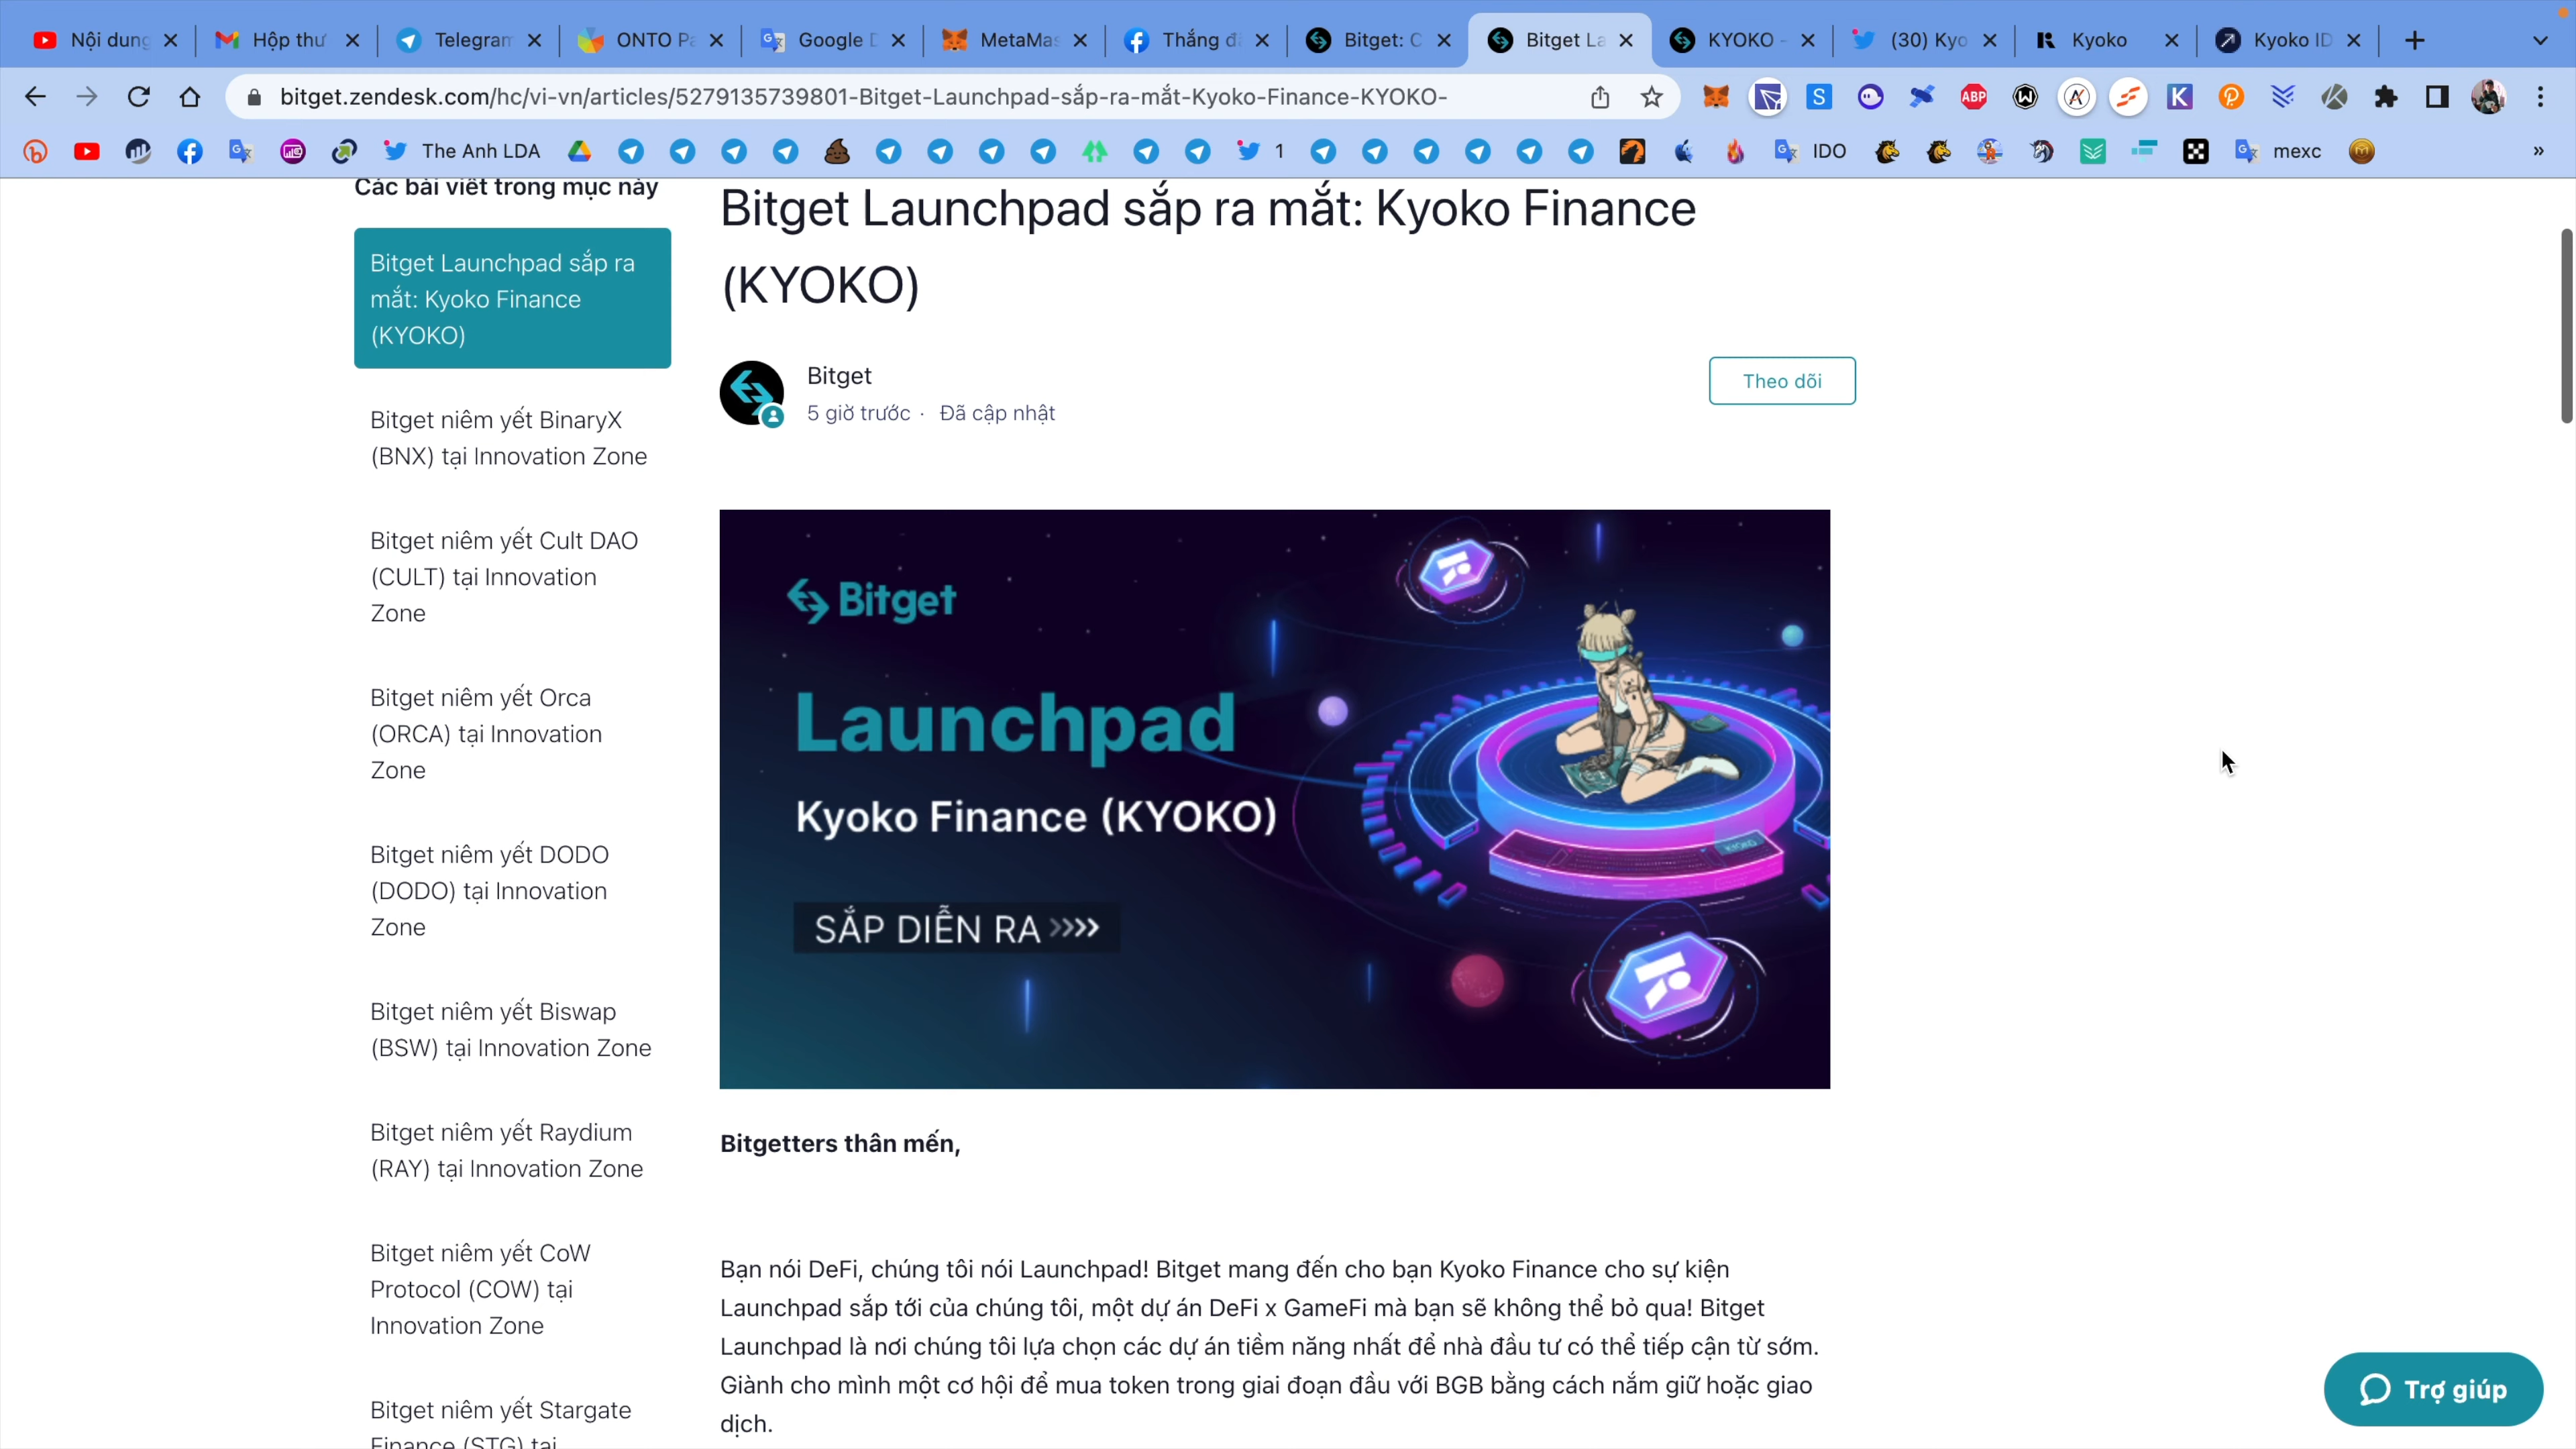 Nội dung
Hộp thư
Telegram
ONTO Pa
Google D
MetaMas
Thắng đ
Bitget: C
Bitget La
KYOKO -
(30) Kyo
Kyoko
Kyoko ID
bitget.zendesk.com/hc/vi-vn/articles/5279135739801-Bitget-Launchpad-sắp-ra-mắt-Kyoko-Finance-KYOKO-
ABP
The Anh LDA
1
IDO
mexc
Các bài viết trong mục này
Bitget Launchpad sắp ra
mắt: Kyoko Finance
(KYOKO)
Bitget niêm yết BinaryX
(BNX) tại Innovation Zone
Bitget niêm yết Cult DAO
(CULT) tại Innovation
Zone
Bitget niêm yết Orca
(ORCA) tại Innovation
Zone
Bitget niêm yết DODO
(DODO) tại Innovation
Zone
Bitget niêm yết Biswap
(BSW) tại Innovation Zone
Bitget niêm yết Raydium
(RAY) tại Innovation Zone
Bitget niêm yết CoW
Protocol (COW) tại
Innovation Zone
Bitget niêm yết Stargate
Finance (STG) tại
Bitget Launchpad sắp ra mắt: Kyoko Finance
(KYOKO)
Bitget
5 giờ trước · Đã cập nhật
Theo dõi
Bitget
Launchpad
Kyoko Finance (KYOKO)
SẮP DIỄN RA
KYOKO
Bitgetters thân mến,
Bạn nói DeFi, chúng tôi nói Launchpad! Bitget mang đến cho bạn Kyoko Finance cho sự kiện
Launchpad sắp tới của chúng tôi, một dự án DeFi x GameFi mà bạn sẽ không thể bỏ qua! Bitget
Launchpad là nơi chúng tôi lựa chọn các dự án tiềm năng nhất để nhà đầu tư có thể tiếp cận từ sớm.
Giành cho mình một cơ hội để mua token trong giai đoạn đầu với BGB bằng cách nắm giữ hoặc giao
dịch.
Trợ giúp